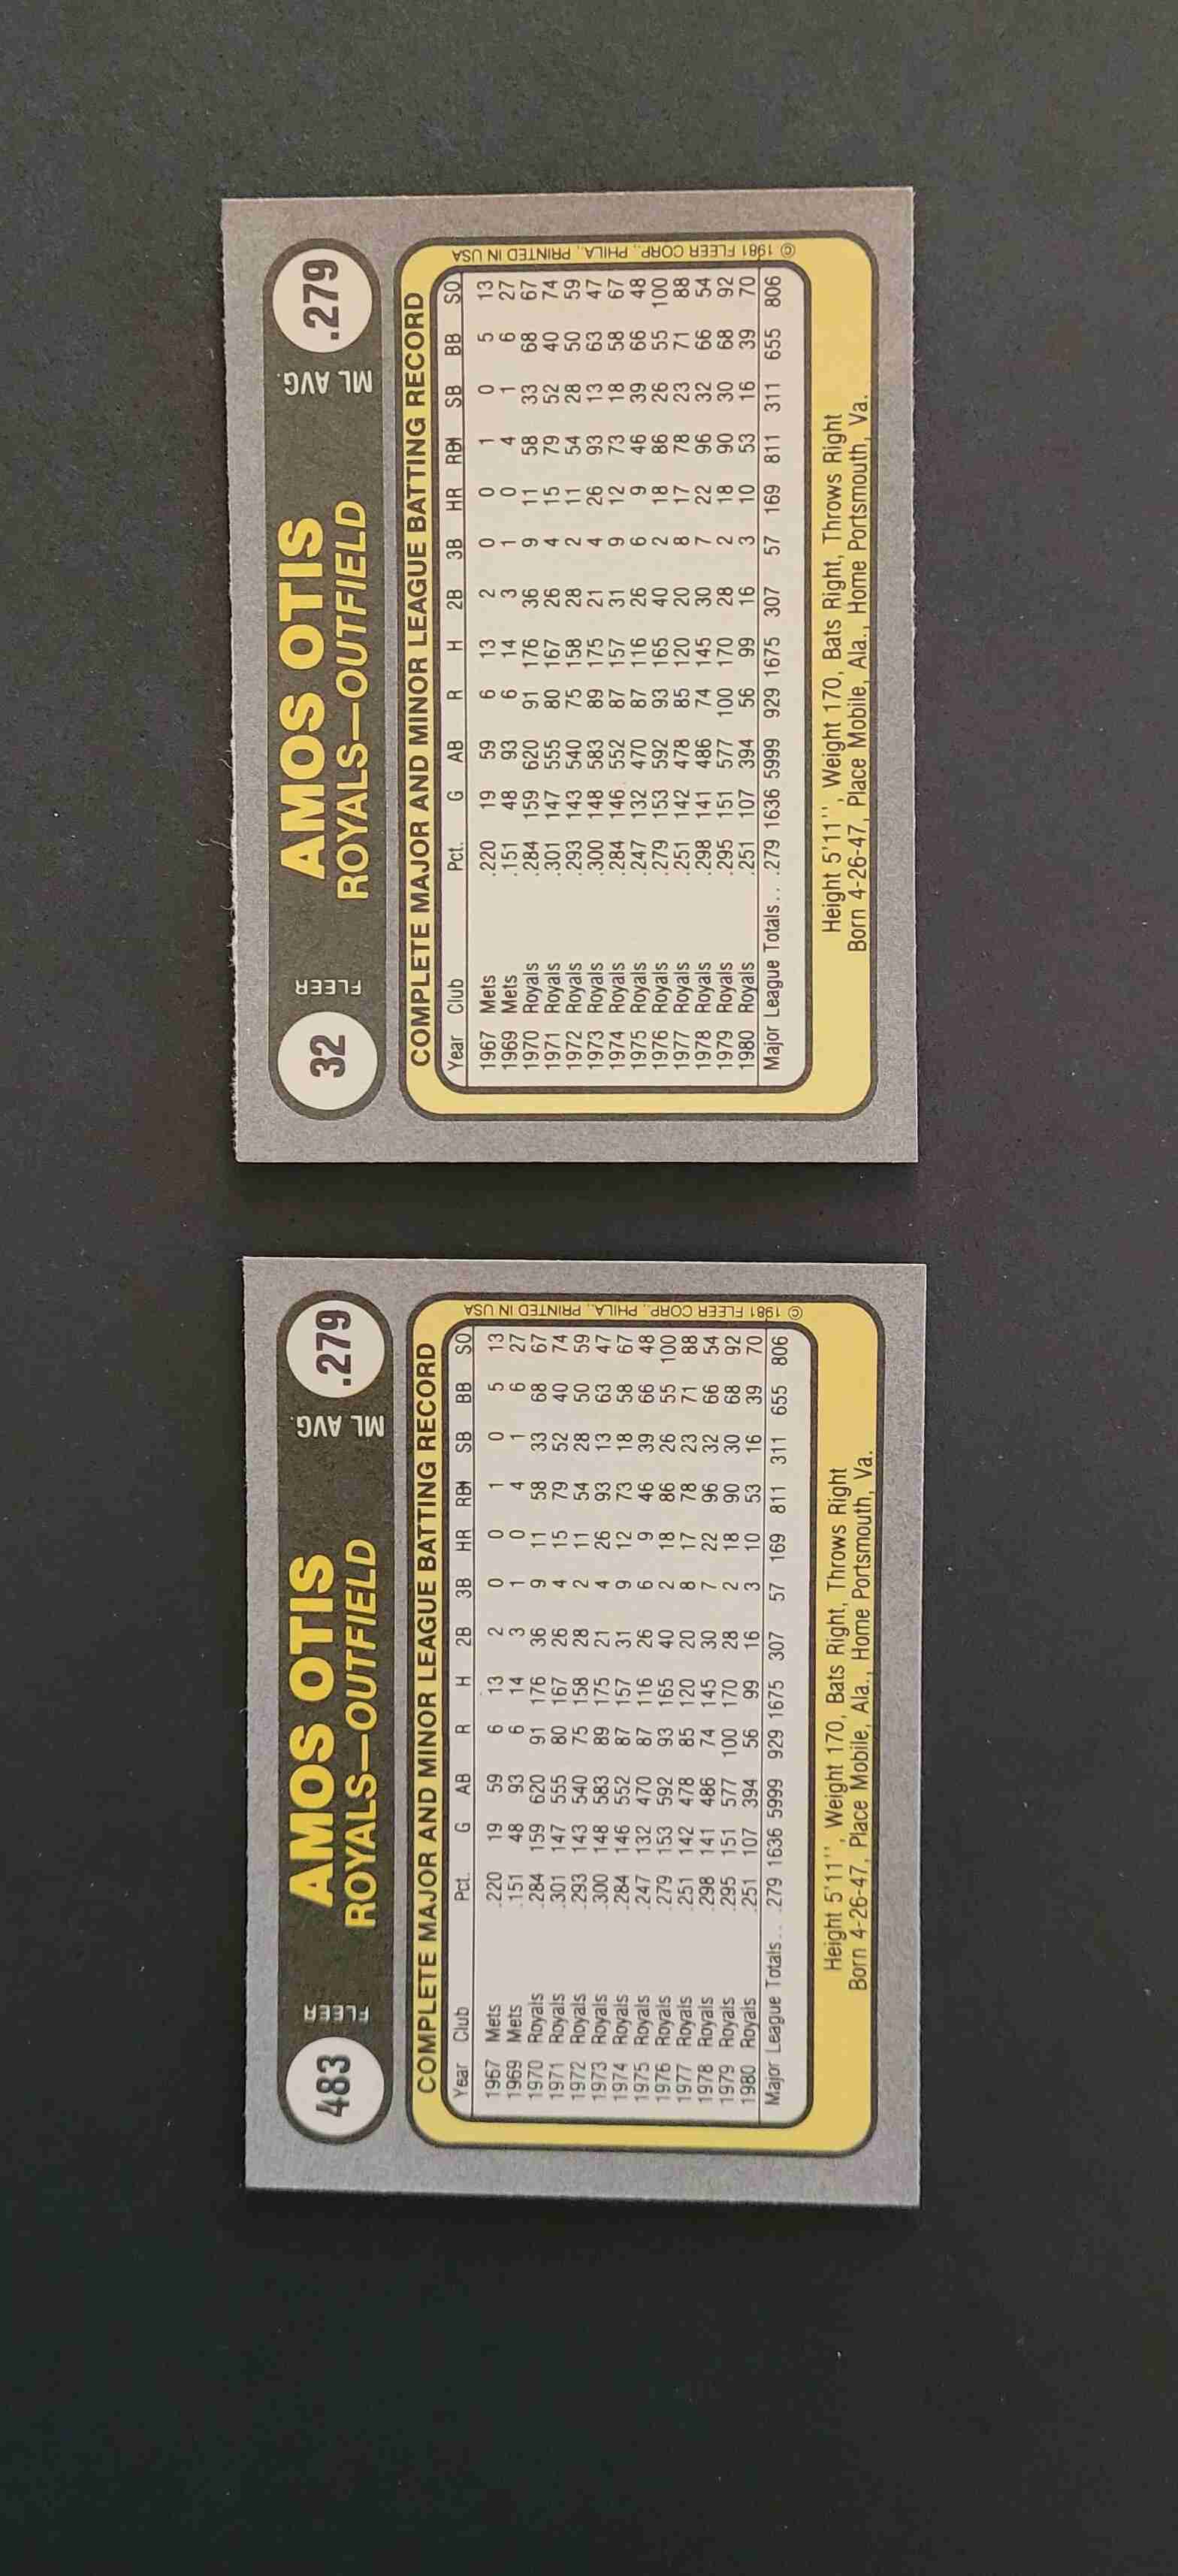 483 FLEER AMOS OTIS ML AVG. .279
ROYALS—OUTFIELD
COMPLETE MAJOR AND MINOR LEAGUE BATTING RECORD
Year Club Pct. G AB R H 2B 3B HR RBI SB BB SO
1967 Mets .220 19 59 6 13 2 0 0 1 0 5 13
1969 Mets .151 48 93 6 14 3 1 0 4 1 6 27
1970 Royals .284 159 620 91 176 36 9 11 58 33 68 67
1971 Royals .301 147 555 80 167 26 4 15 79 52 40 74
1972 Royals .293 143 540 75 158 28 2 11 54 28 50 59
1973 Royals .300 148 583 89 175 21 4 26 93 13 63 47
1974 Royals .284 146 552 87 157 31 9 12 73 18 58 67
1975 Royals .247 132 470 87 116 26 6 9 46 39 66 48
1976 Royals .279 153 592 93 165 40 2 18 86 26 55 100
1977 Royals .251 142 478 85 120 20 8 17 78 23 71 88
1978 Royals .298 141 486 74 145 30 7 22 96 32 66 54
1979 Royals .295 151 577 100 170 28 2 18 90 30 68 92
1980 Royals .251 107 394 56 99 16 3 10 53 16 39 70
Major League Totals. . .279 1636 5999 929 1675 307 57 169 811 311 655 806
© 1981 FLEER CORP., PHILA., PRINTED IN USA
Height 5'11'', Weight 170, Bats Right, Throws Right
Born 4-26-47, Place Mobile, Ala., Home Portsmouth, Va.
32 FLEER AMOS OTIS ML AVG. .279
ROYALS—OUTFIELD
COMPLETE MAJOR AND MINOR LEAGUE BATTING RECORD
Year Club Pct. G AB R H 2B 3B HR RBI SB BB SO
1967 Mets .220 19 59 6 13 2 0 0 1 0 5 13
1969 Mets .151 48 93 6 14 3 1 0 4 1 6 27
1970 Royals .284 159 620 91 176 36 9 11 58 33 68 67
1971 Royals .301 147 555 80 167 26 4 15 79 52 40 74
1972 Royals .293 143 540 75 158 28 2 11 54 28 50 59
1973 Royals .300 148 583 89 175 21 4 26 93 13 63 47
1974 Royals .284 146 552 87 157 31 9 12 73 18 58 67
1975 Royals .247 132 470 87 116 26 6 9 46 39 66 48
1976 Royals .279 153 592 93 165 40 2 18 86 26 55 100
1977 Royals .251 142 478 85 120 20 8 17 78 23 71 88
1978 Royals .298 141 486 74 145 30 7 22 96 32 66 54
1979 Royals .295 151 577 100 170 28 2 18 90 30 68 92
1980 Royals .251 107 394 56 99 16 3 10 53 16 39 70
Major League Totals. . .279 1636 5999 929 1675 307 57 169 811 311 655 806
© 1981 FLEER CORP., PHILA., PRINTED IN USA
Height 5'11'', Weight 170, Bats Right, Throws Right
Born 4-26-47, Place Mobile, Ala., Home Portsmouth, Va.